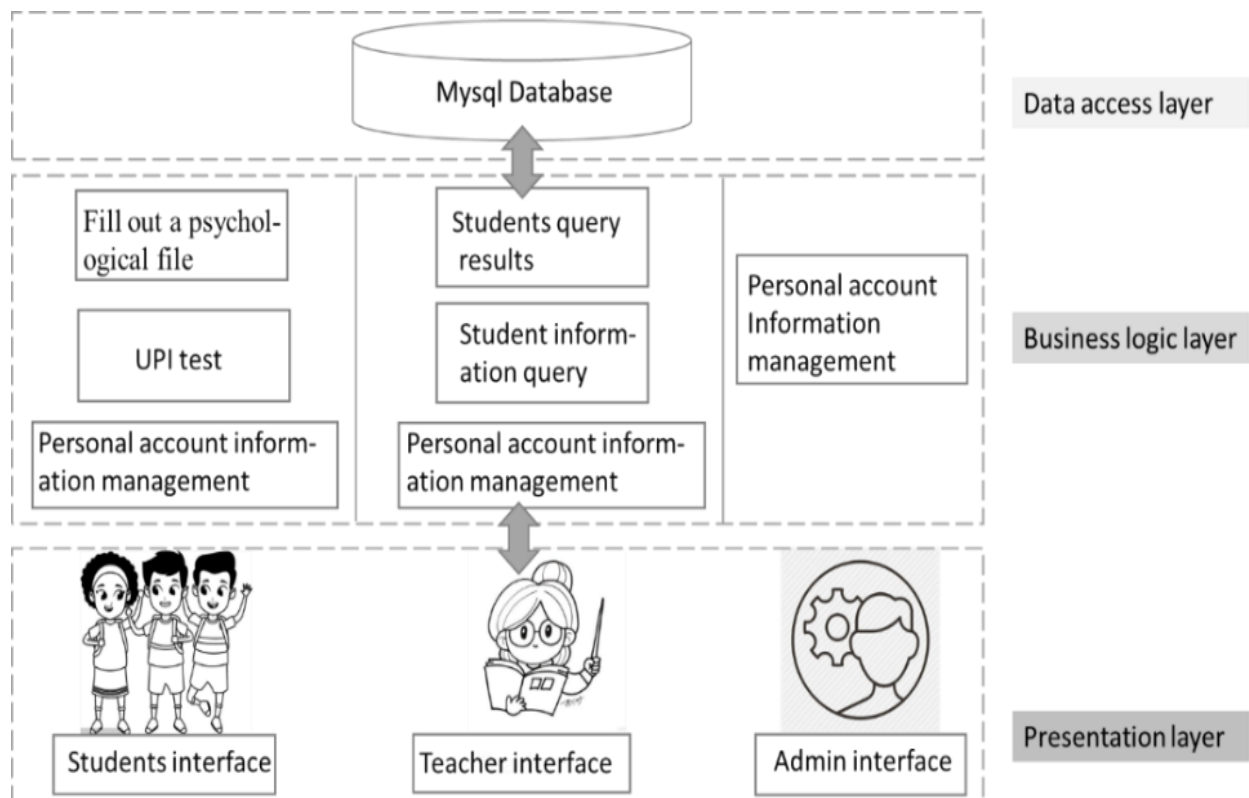 Mysql Database
Data access layer
Fill out a psychol-
ogical file
UPI test
Personal account inform-
ation management
Students query
results
Student inform-
ation query
Personal account inform-
ation management
Personal account
Information
management
Business logic layer
Students interface
Teacher interface
Admin interface
Presentation layer